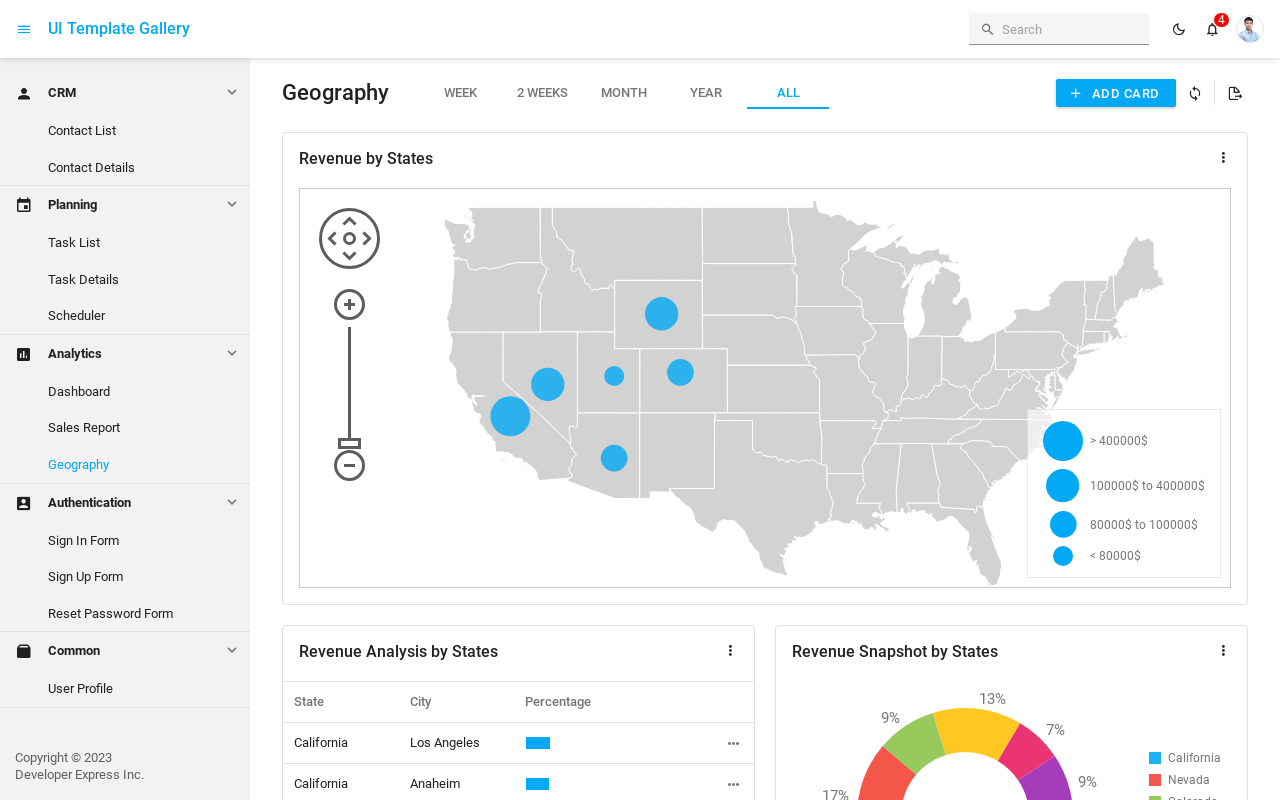 UI Template Gallery
Search
4
CRM
Contact List
Contact Details
Planning
Task List
Task Details
Scheduler
Analytics
Dashboard
Sales Report
Geography
Authentication
Sign In Form
Sign Up Form
Reset Password Form
Common
User Profile
Copyright © 2023
Developer Express Inc.
Geography
WEEK
2 WEEKS
MONTH
YEAR
ALL
ADD CARD
Revenue by States
> 400000$
100000$ to 400000$
80000$ to 100000$
< 80000$
Revenue Analysis by States
State City Percentage
California Los Angeles
California Anaheim
Revenue Snapshot by States
13%
9%
7%
9%
17%
California
Nevada
Colorado